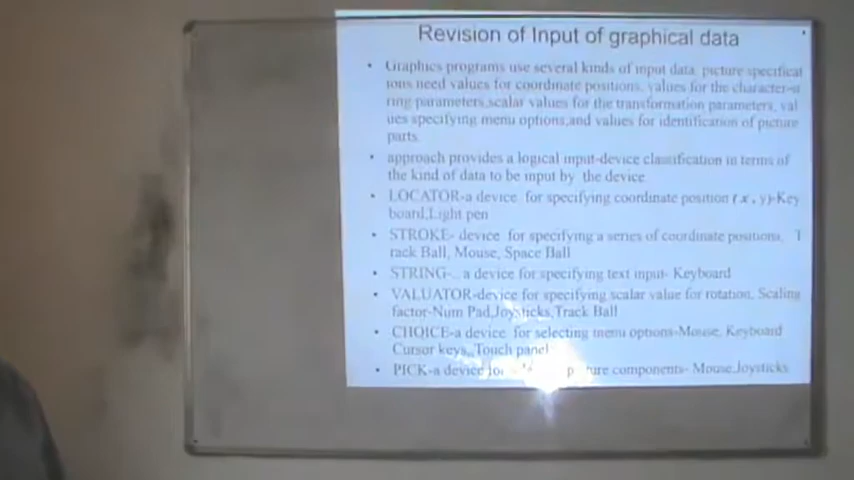 Revision of Input of graphical data
• Graphics programs use several kinds of input data. picture specificat
ions need values for coordinate positions, values for the character-st
ring parameters,scalar values for the transformation parameters, val
ues specifying menu options,and values for identification of picture
parts.
• approach provides a logical input-device classification in terms of
the kind of data to be input by the device.
• LOCATOR-a device for specifying coordinate position (x, y)-Key
board,Light pen
• STROKE- device for specifying a series of coordinate positions. T
rack Ball, Mouse, Space Ball
• STRING-.. a device for specifying text input- Keyboard
• VALUATOR-device for specifying scalar value for rotation, Scaling
factor-Num Pad,Joysticks,Track Ball
• CHOICE-a device for selecting menu options-Mouse, Keyboard
Cursor keys, Touch panel
• PICK-a device for components- Mouse,Joysticks